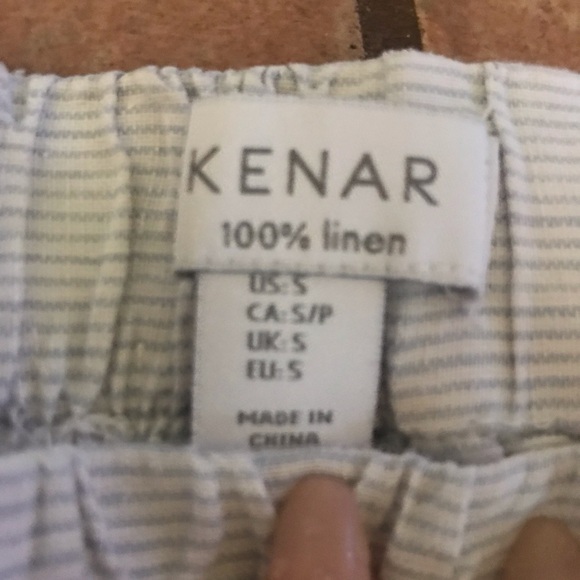 KENAR
100% linen
US: S
CA: S/P
UK: S
EU: S
MADE IN
CHINA